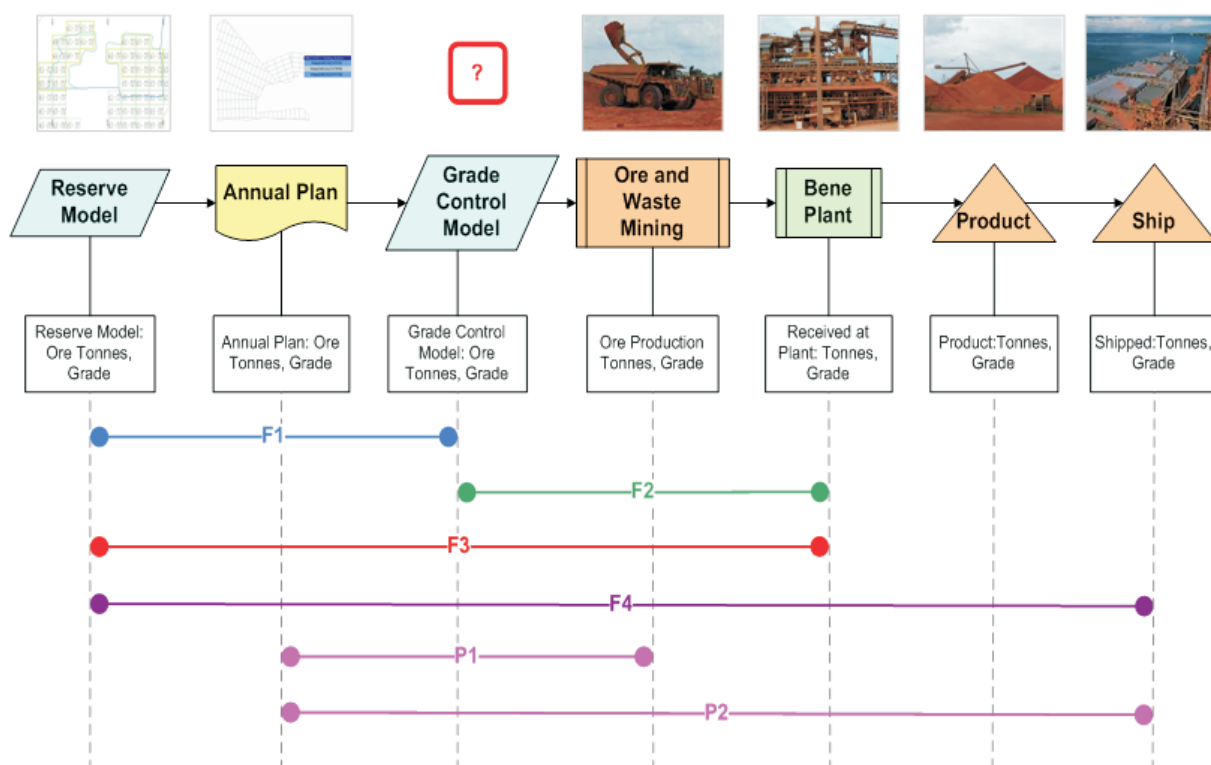 ?
Reserve
Model
Annual Plan
Grade
Control
Model
Ore and
Waste
Mining
Bene
Plant
Product
Ship
Reserve Model:
Ore Tonnes,
Grade
Annual Plan: Ore
Tonnes, Grade
Grade Control
Model: Ore
Tonnes, Grade
Ore Production
Tonnes, Grade
Received at
Plant: Tonnes,
Grade
Product:Tonnes,
Grade
Shipped:Tonnes,
Grade
F1
F2
F3
F4
P1
P2